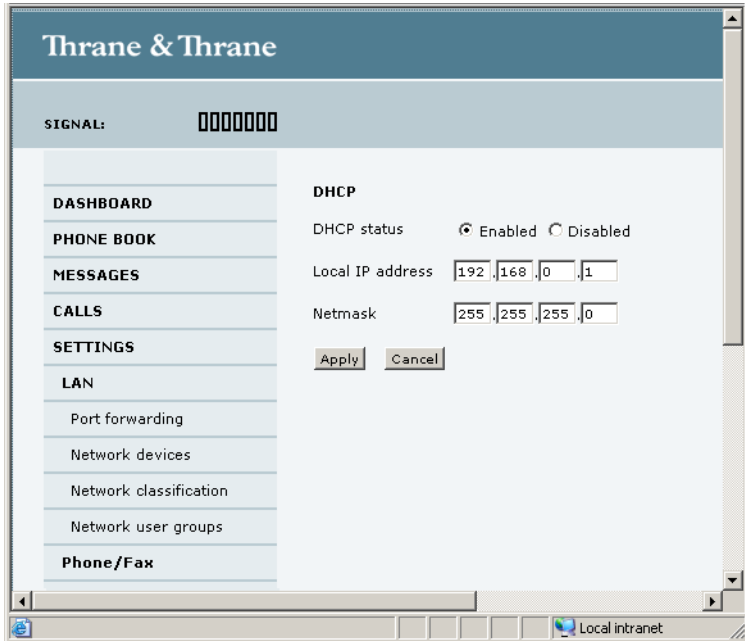 Thrane & Thrane
SIGNAL:
DASHBOARD
PHONE BOOK
MESSAGES
CALLS
SETTINGS
LAN
Port forwarding
Network devices
Network classification
Network user groups
Phone/Fax
DHCP
DHCP status Enabled Disabled
Local IP address 192 . 168 . 0 . 1
Netmask 255 . 255 . 255 . 0
Apply Cancel
Local intranet